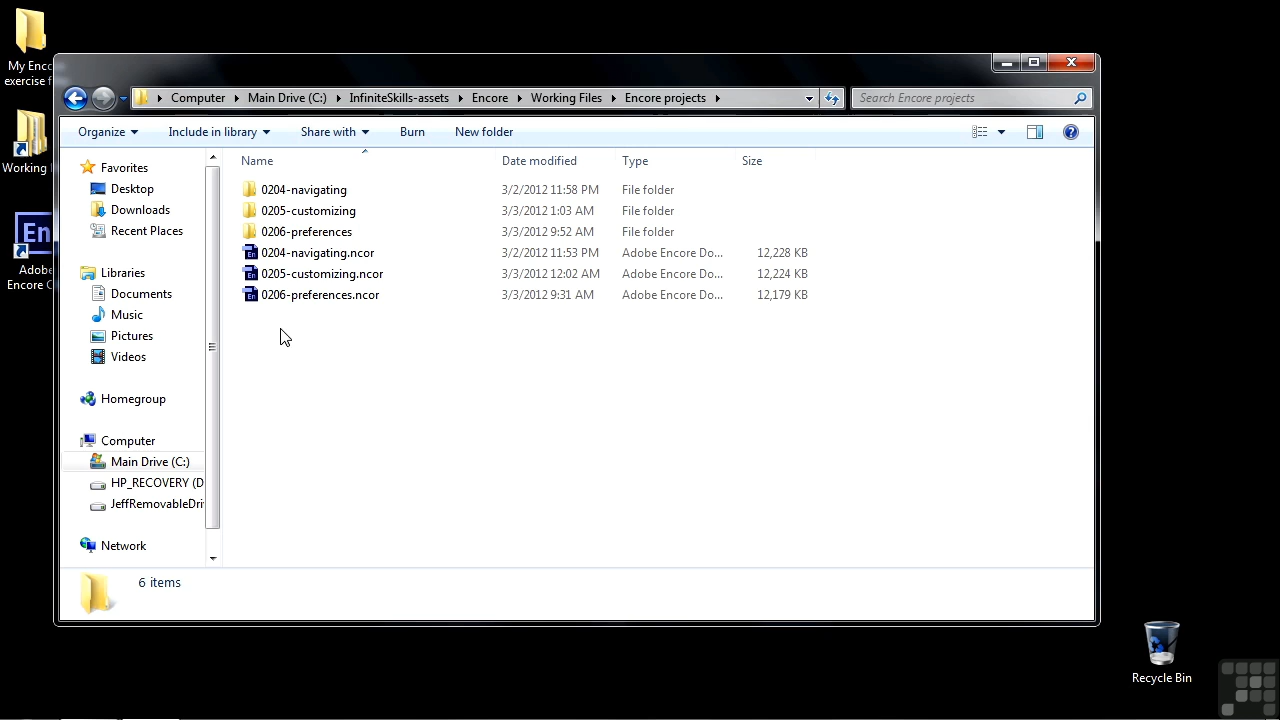 My Enco
exercise f
Working
En
Adobe
Encore C
Computer Main Drive (C:) InfiniteSkills-assets Encore Working Files Encore projects
Search Encore projects
Organize Include in library Share with Burn New folder
Name Date modified Type Size
Favorites
Desktop
Downloads
Recent Places
Libraries
Documents
Music
Pictures
Videos
Homegroup
Computer
Main Drive (C:)
HP_RECOVERY (D
JeffRemovableDri
Network
0204-navigating 3/2/2012 11:58 PM File folder
0205-customizing 3/3/2012 1:03 AM File folder
0206-preferences 3/3/2012 9:52 AM File folder
0204-navigating.ncor 3/2/2012 11:53 PM Adobe Encore Do... 12,228 KB
0205-customizing.ncor 3/3/2012 12:02 AM Adobe Encore Do... 12,224 KB
0206-preferences.ncor 3/3/2012 9:31 AM Adobe Encore Do... 12,179 KB
6 items
Recycle Bin